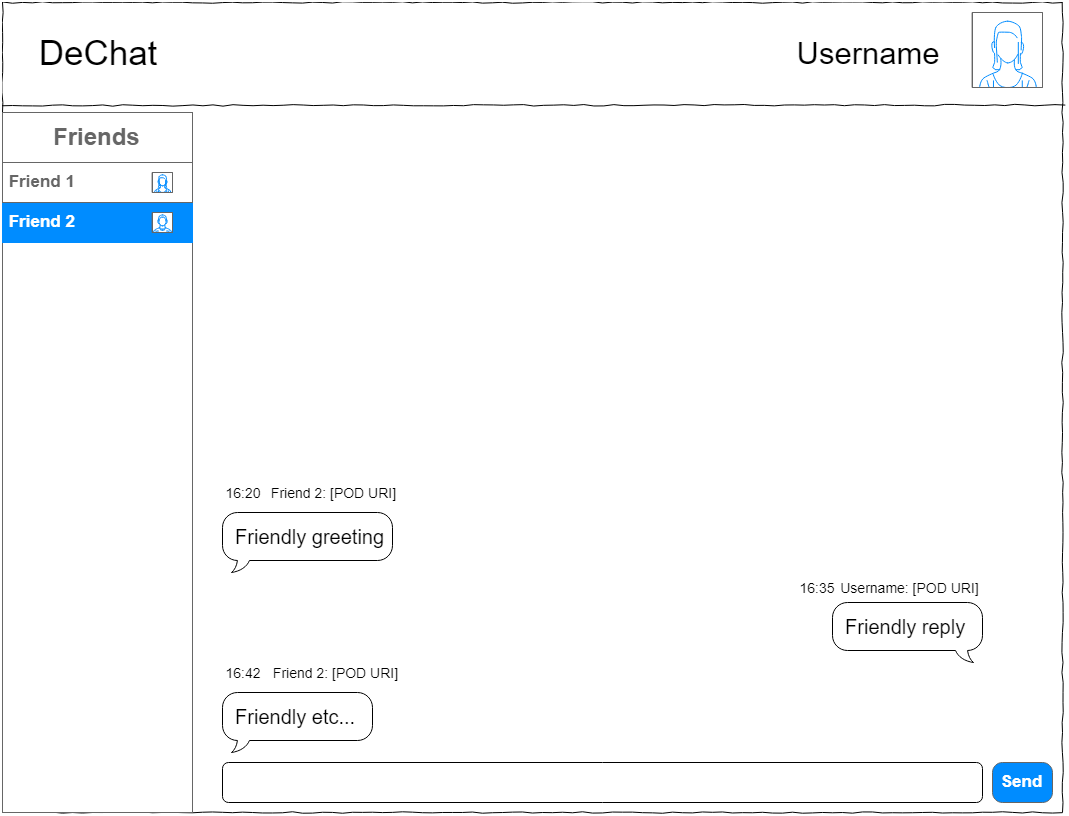 DeChat
Username
Friends
Friend 1
Friend 2
16:20 Friend 2: [POD URI]
Friendly greeting
16:35 Username: [POD URI]
Friendly reply
16:42 Friend 2: [POD URI]
Friendly etc...
Send